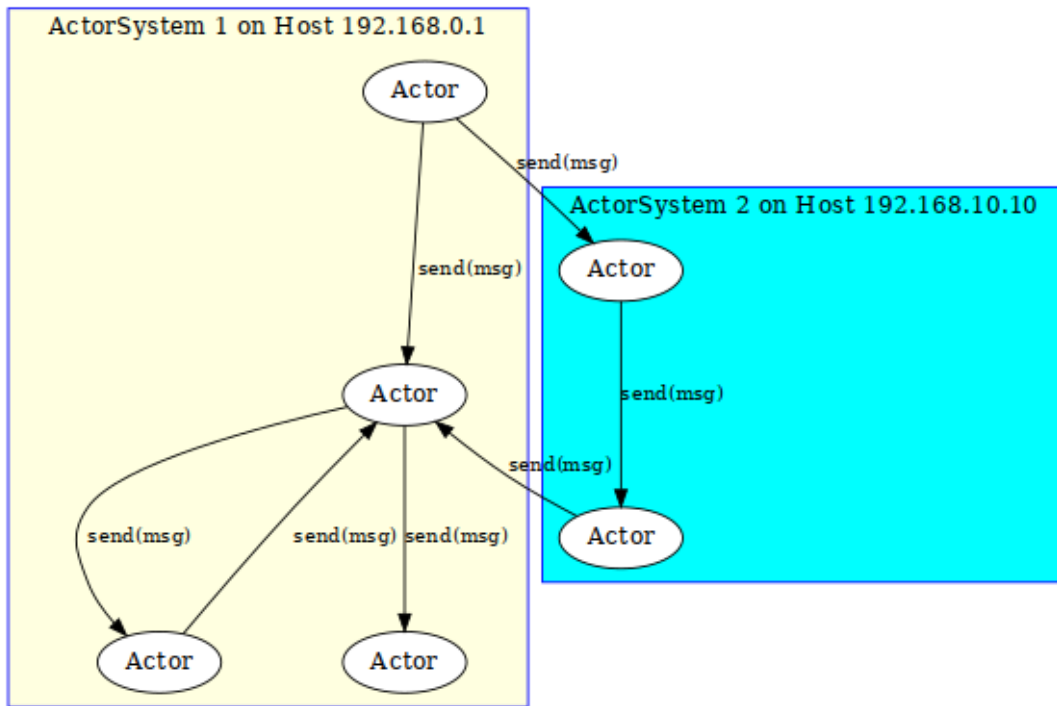 ActorSystem 1 on Host 192.168.0.1
Actor
send(msg)
ActorSystem 2 on Host 192.168.10.10
Actor
send(msg)
Actor
send(msg)
send(msg)
send(msg)
send(msg)
send(msg)
Actor
Actor
Actor